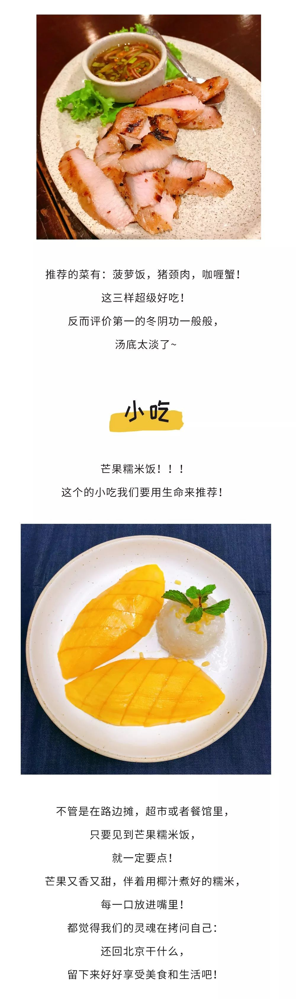 推荐的菜有：菠萝饭，猪颈肉，咖喱蟹！
这三样超级好吃！
反而评价第一的冬阴功一般般，
汤底太淡了~
小吃
芒果糯米饭！！！
这个的小吃我们要用生命来推荐！
不管是在路边摊，超市或者餐馆里，
只要见到芒果糯米饭，
就一定要点！
芒果又香又甜，伴着用椰汁煮好的糯米，
每一口放进嘴里！
都觉得我们的灵魂在拷问自己：
还回北京干什么，
留下来好好享受美食和生活吧！